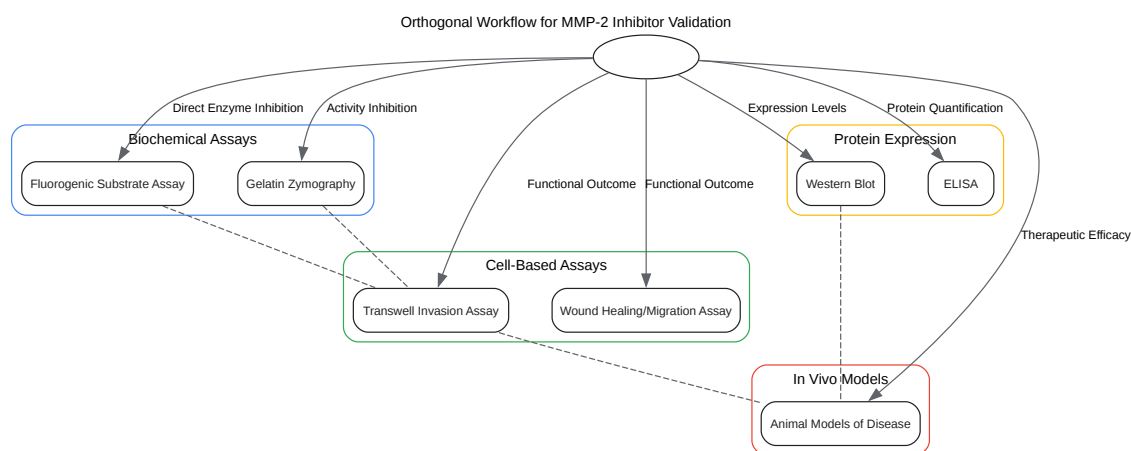 Orthogonal Workflow for MMP-2 Inhibitor Validation
Direct Enzyme Inhibition
Activity Inhibition
Expression Levels
Protein Quantification
Biochemical Assays
Protein Expression
Fluorogenic Substrate Assay
Gelatin Zymography
Functional Outcome
Functional Outcome
Western Blot
ELISA
Therapeutic Efficacy
Cell-Based Assays
Transwell Invasion Assay
Wound Healing/Migration Assay
In Vivo Models
Animal Models of Disease